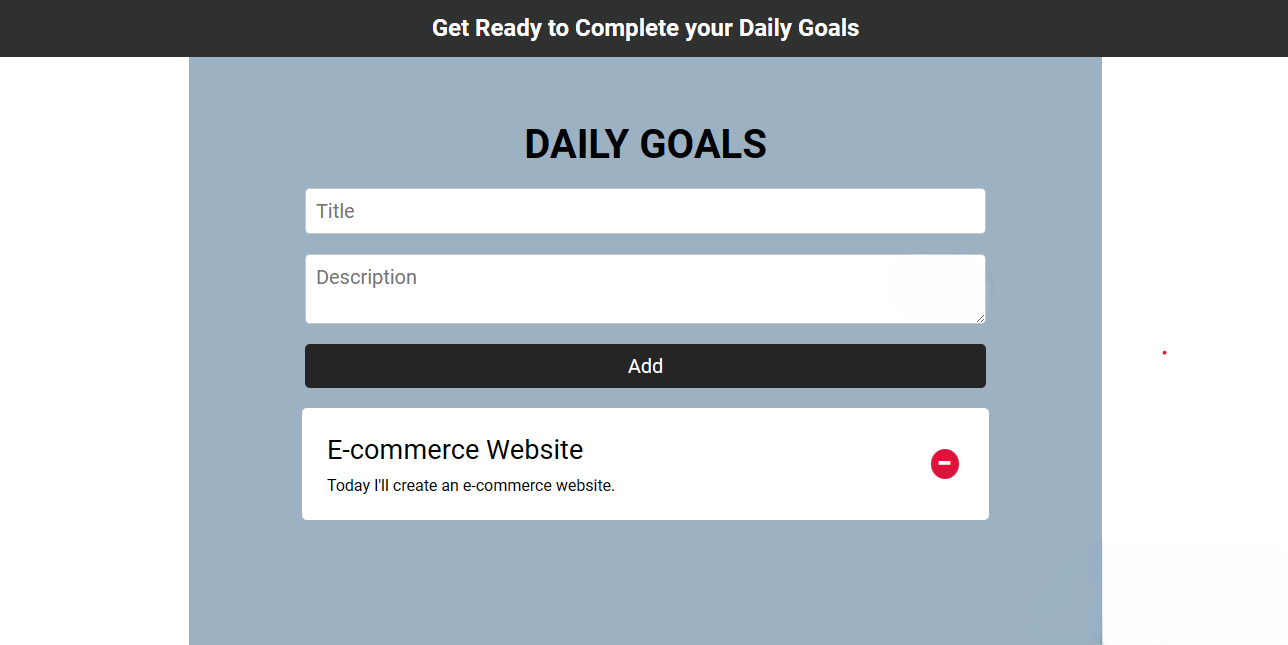 Get Ready to Complete your Daily Goals
DAILY GOALS
Title
Description
Add
E-commerce Website
Today I'll create an e-commerce website.